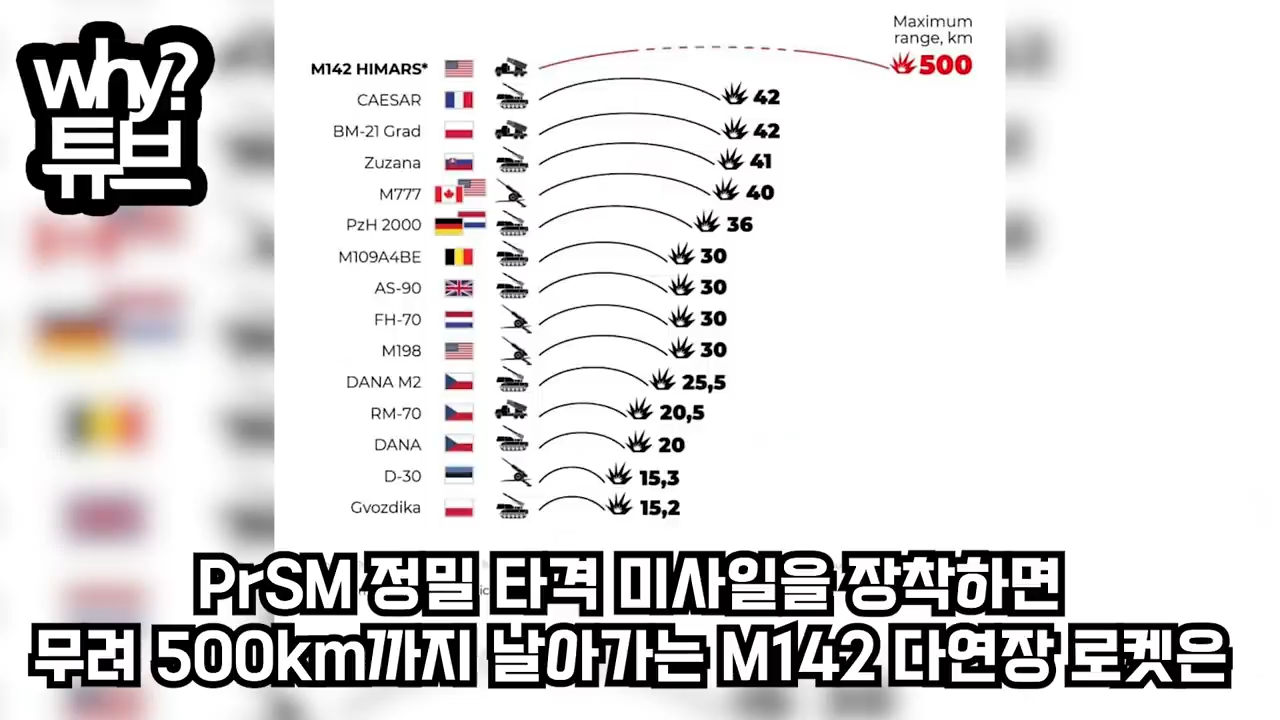 why?
튜브
Maximum
range, km
M142 HIMARS* 500
CAESAR 42
BM-21 Grad 42
Zuzana 41
M777 40
PzH 2000 36
M109A4BE 30
AS-90 30
FH-70 30
M198 30
DANA M2 25,5
RM-70 20,5
DANA 20
D-30 15,3
Gvozdika 15,2
PrSM 정밀 타격 미사일을 장착하면
무려 500km까지 날아가는 M142 다연장 로켓은